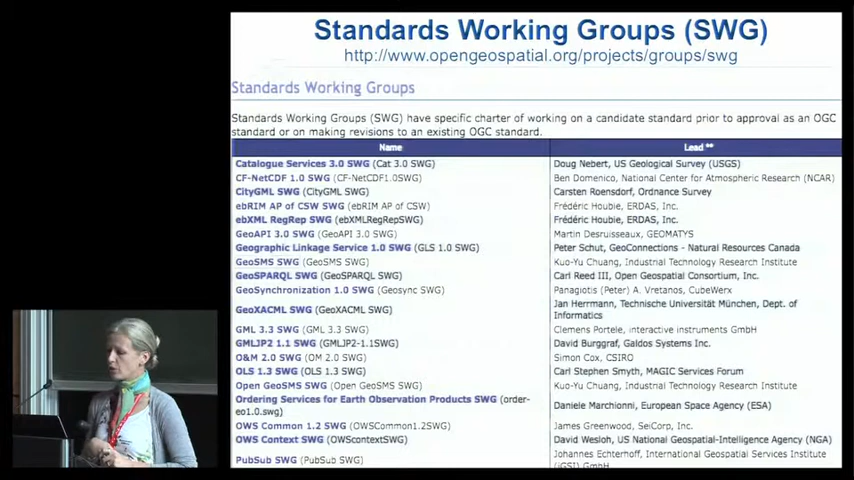 Standards Working Groups (SWG)
http://www.opengeospatial.org/projects/groups/swg
Standards Working Groups
Standards Working Groups (SWG) have specific charter of working on a candidate standard prior to approval as an OGC
standard or on making revisions to an existing OGC standard.
Name Lead **
Catalogue Services 3.0 SWG (Cat 3.0 SWG) Doug Nebert, US Geological Survey (USGS)
CF-NetCDF 1.0 SWG (CF-NetCDF1.0SWG) Ben Domenico, National Center for Atmospheric Research (NCAR)
CityGML SWG (CityGML SWG) Carsten Roensdorf, Ordnance Survey
ebRIM AP of CSW SWG (ebRIM AP of CSW) Frédéric Houbie, ERDAS, Inc.
ebXML RegRep SWG (ebXMLRegRepSWG) Frédéric Houbie, ERDAS, Inc.
GeoAPI 3.0 SWG (GeoAPI 3.0 SWG) Martin Desruisseaux, GEOMATYS
Geographic Linkage Service 1.0 SWG (GLS 1.0 SWG) Peter Schut, GeoConnections - Natural Resources Canada
GeoSMS SWG (GeoSMS SWG) Kuo-Yu Chuang, Industrial Technology Research Institute
GeoSPARQL SWG (GeoSPARQL SWG) Carl Reed III, Open Geospatial Consortium, Inc.
GeoSynchronization 1.0 SWG (Geosync SWG) Panagiotis (Peter) A. Vretanos, CubeWerx
GeoXACML SWG (GeoXACML SWG) Jan Herrmann, Technische Universität München, Dept. of
Informatics
GML 3.3 SWG (GML 3.3 SWG) Clemens Portele, interactive instruments GmbH
GMLJP2 1.1 SWG (GMLJP2-1.1SWG) David Burggraf, Galdos Systems Inc.
O&M 2.0 SWG (OM 2.0 SWG) Simon Cox, CSIRO
OLS 1.3 SWG (OLS 1.3 SWG) Carl Stephen Smyth, MAGIC Services Forum
Open GeoSMS SWG (Open GeoSMS SWG) Kuo-Yu Chuang, Industrial Technology Research Institute
Ordering Services for Earth Observation Products SWG (order-
eo1.0.swg) Daniele Marchionni, European Space Agency (ESA)
OWS Common 1.2 SWG (OWSCommon1.2SWG) James Greenwood, SeiCorp, Inc.
OWS Context SWG (OWScontextSWG) David Wesloh, US National Geospatial-Intelligence Agency (NGA)
PubSub SWG (PubSub SWG) Johannes Echterhoff, International Geospatial Services Institute
(iGSI) GmbH